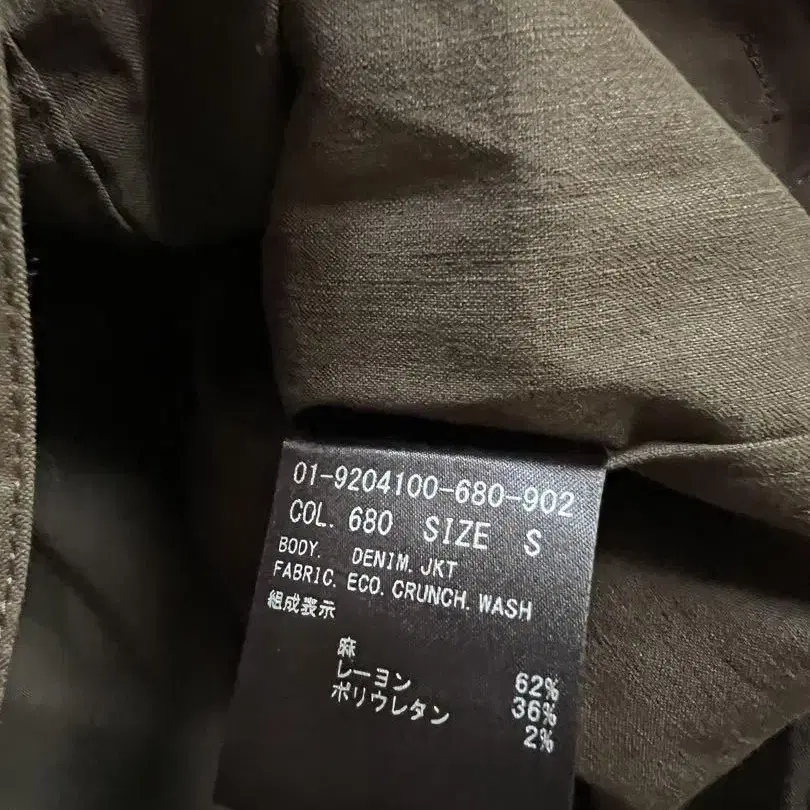 01-9204100-680-902
COL. 680 SIZE S
BODY. DENIM. JKT
FABRIC. ECO. CRUNCH. WASH
組成表示
麻 62%
レーヨン 36%
ポリウレタン 2%